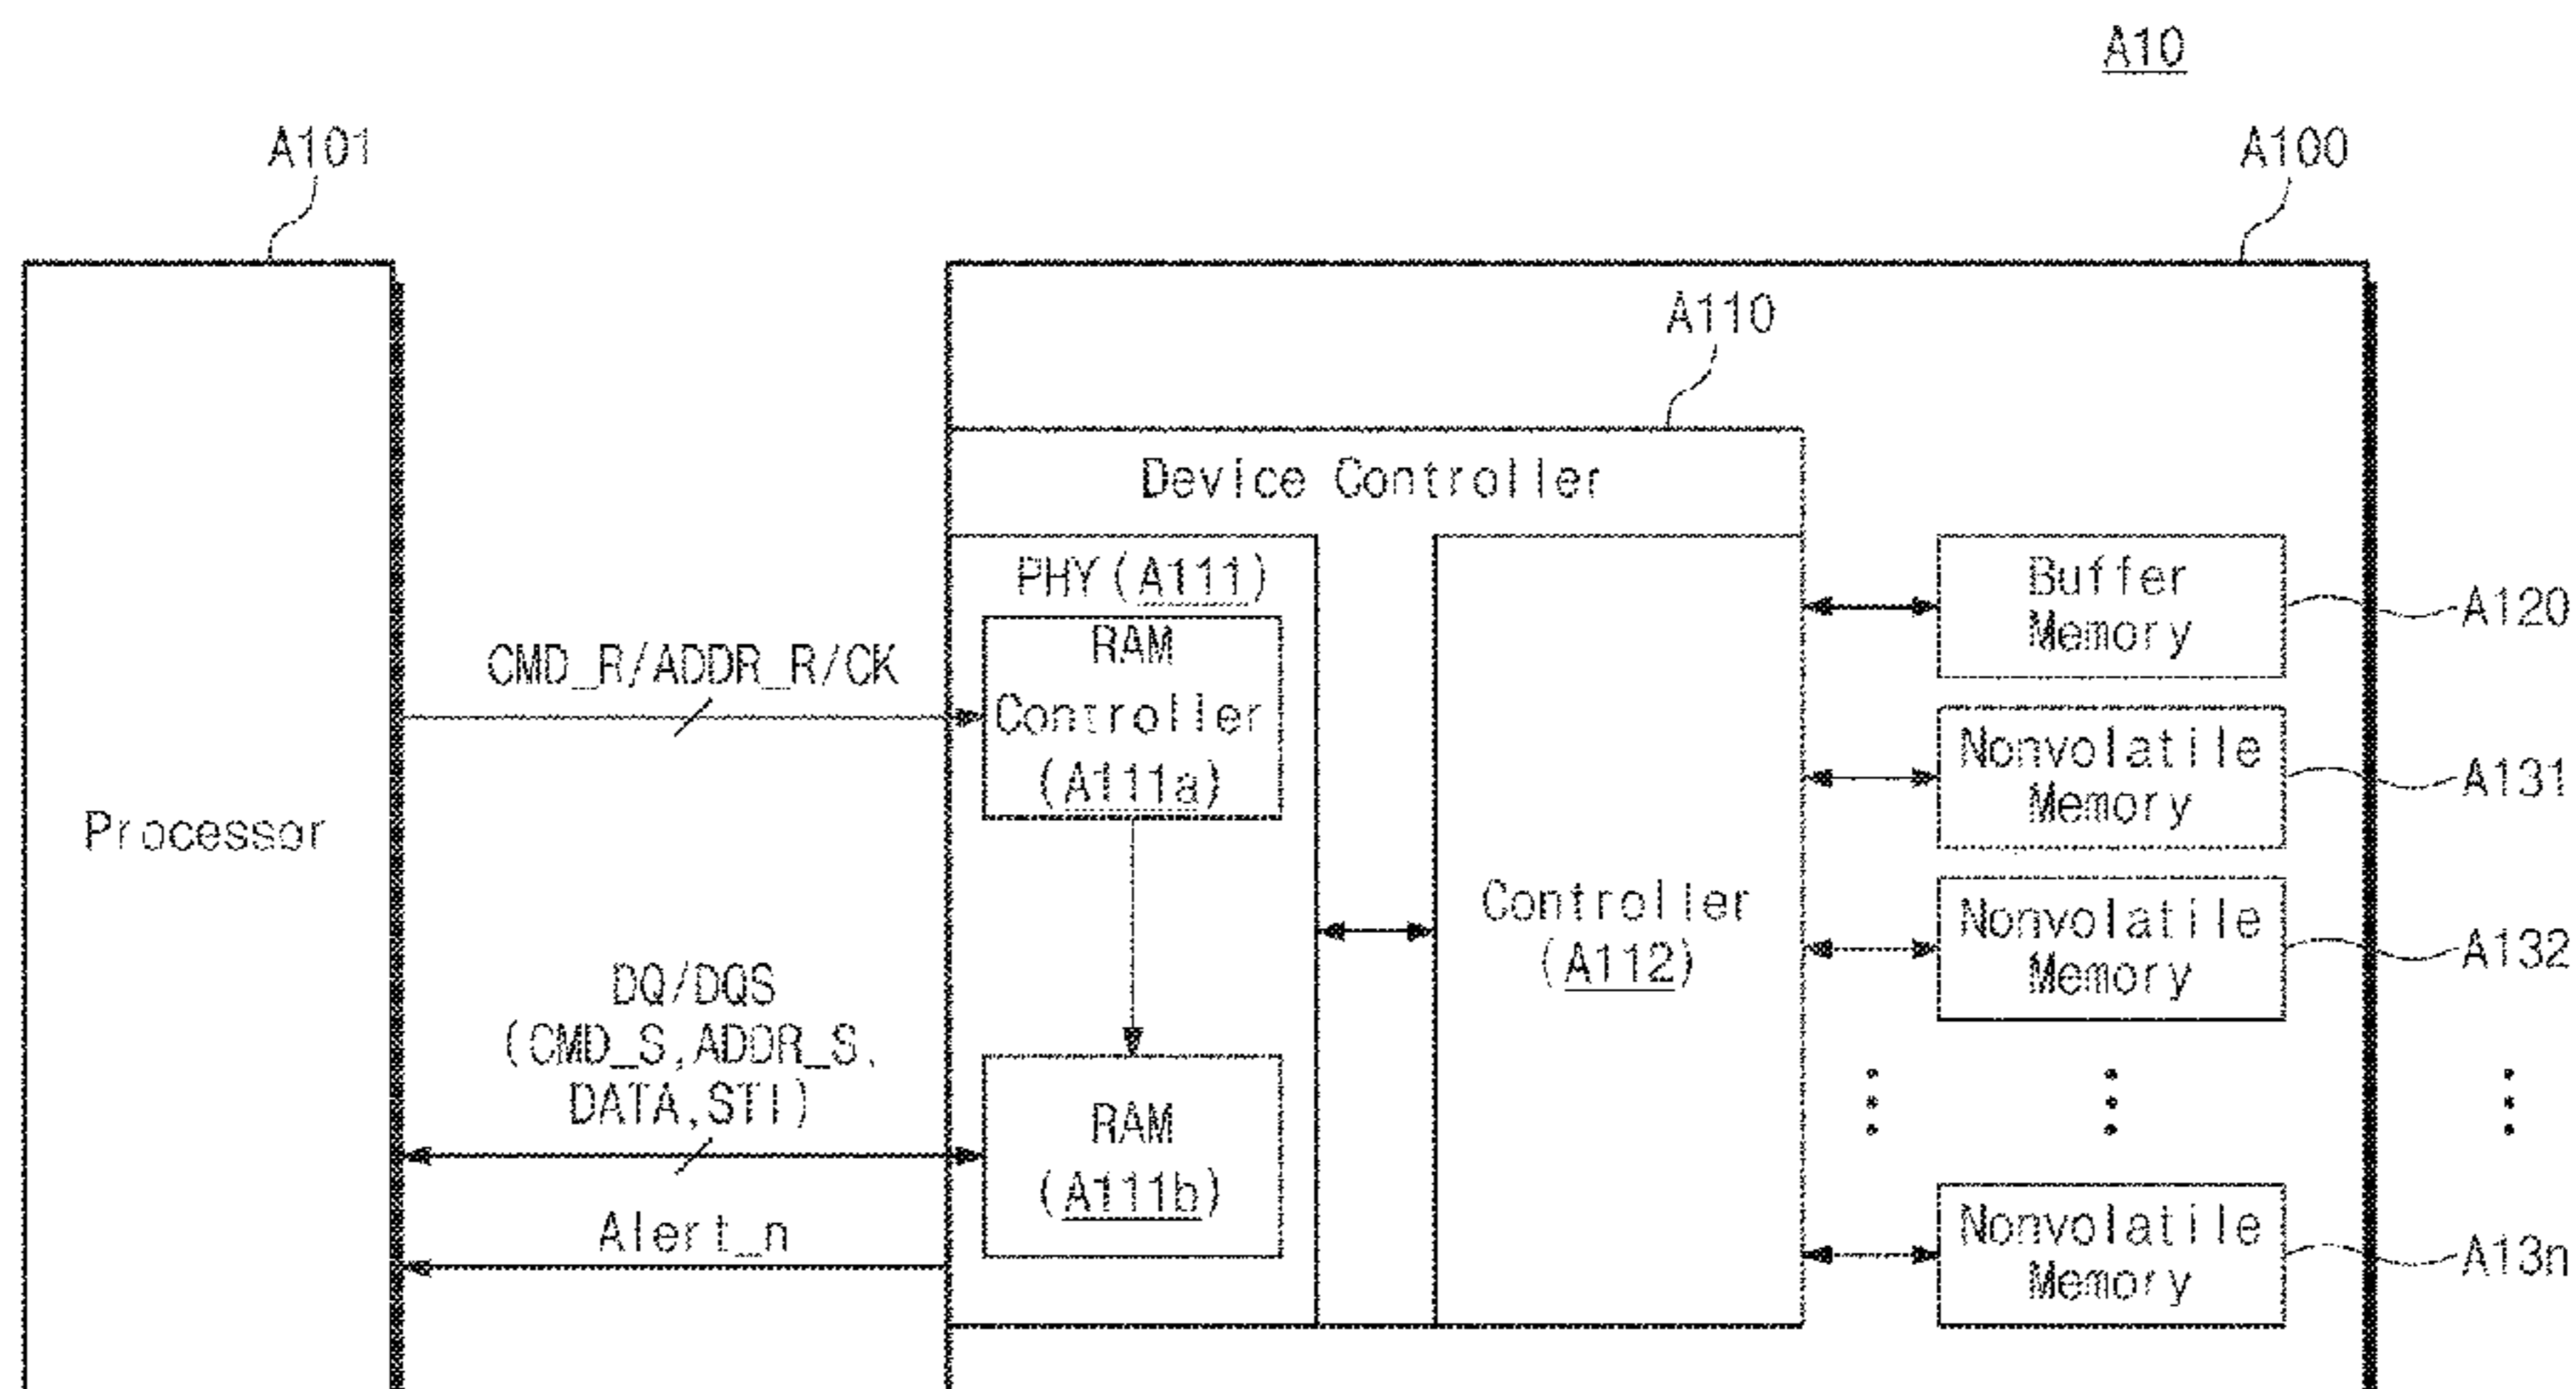 A10
A101
A100
A110
Device Controller
PHY(A111)
RAM
Controller
(A111a)
CMD_R/ADDR_R/CK
Processor
DQ/DQS
(CMD_S,ADDR_S,
DATA,STI)
Alert_n
RAM
(A111b)
Controller
(A112)
Buffer
Memory
A120
Nonvolatile
Memory
A131
Nonvolatile
Memory
A132
Nonvolatile
Memory
A13n